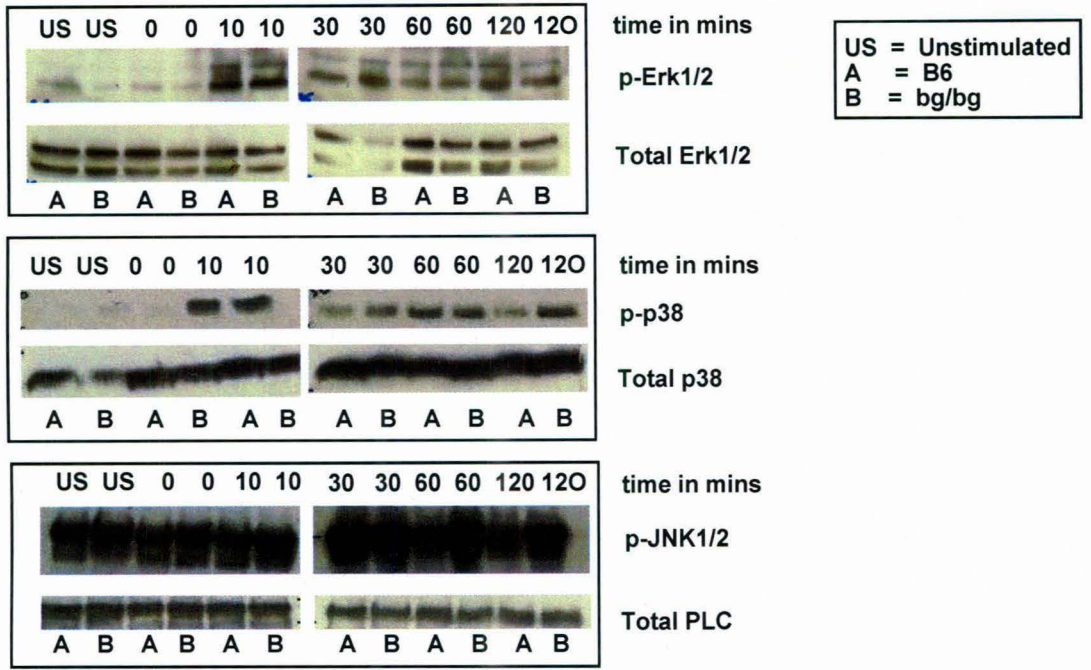 US US 0 0 10 10 30 30 60 60 120 12O time in mins
p-Erk1/2
Total Erk1/2
A B A B A B A B A B A B
US = Unstimulated
A = B6
B = bg/bg
US US 0 0 10 10 30 30 60 60 120 12O time in mins
p-p38
Total p38
A B A B A B A B A B A B
US US 0 0 10 10 30 30 60 60 120 12O time in mins
p-JNK1/2
Total PLC
A B A B A B A B A B A B